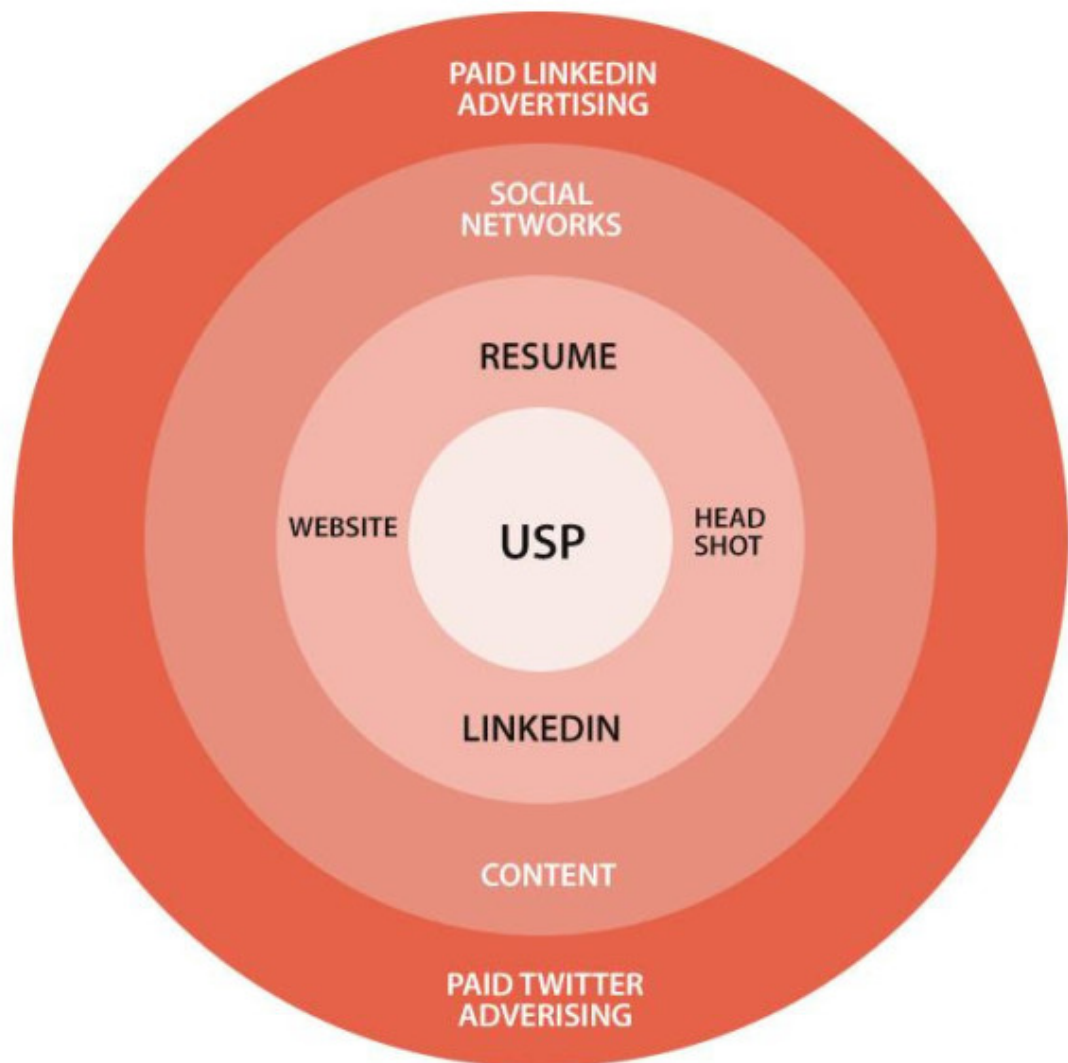 PAID LINKEDIN
ADVERTISING
SOCIAL
NETWORKS
RESUME
WEBSITE
USP
HEAD
SHOT
LINKEDIN
CONTENT
PAID TWITTER
ADVERISING